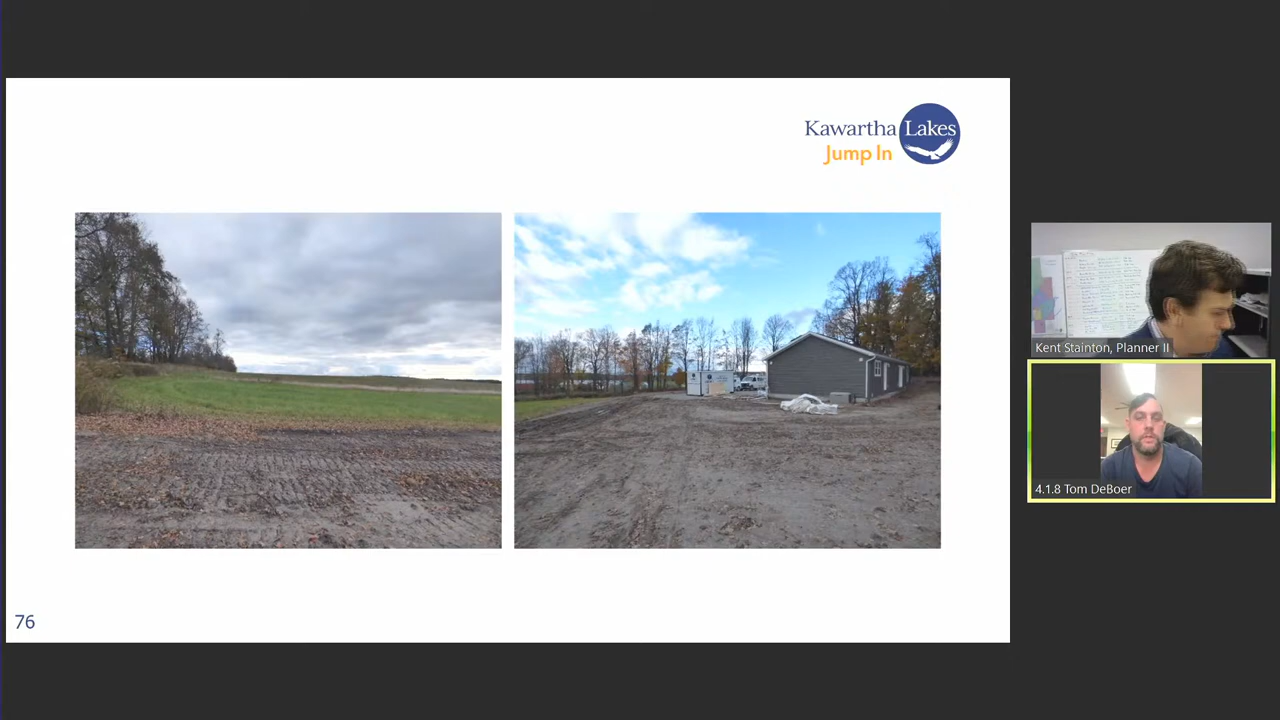 Kawartha Lakes
Jump In
Kent Stainton, Planner II
4.1.8 Tom DeBoer
76